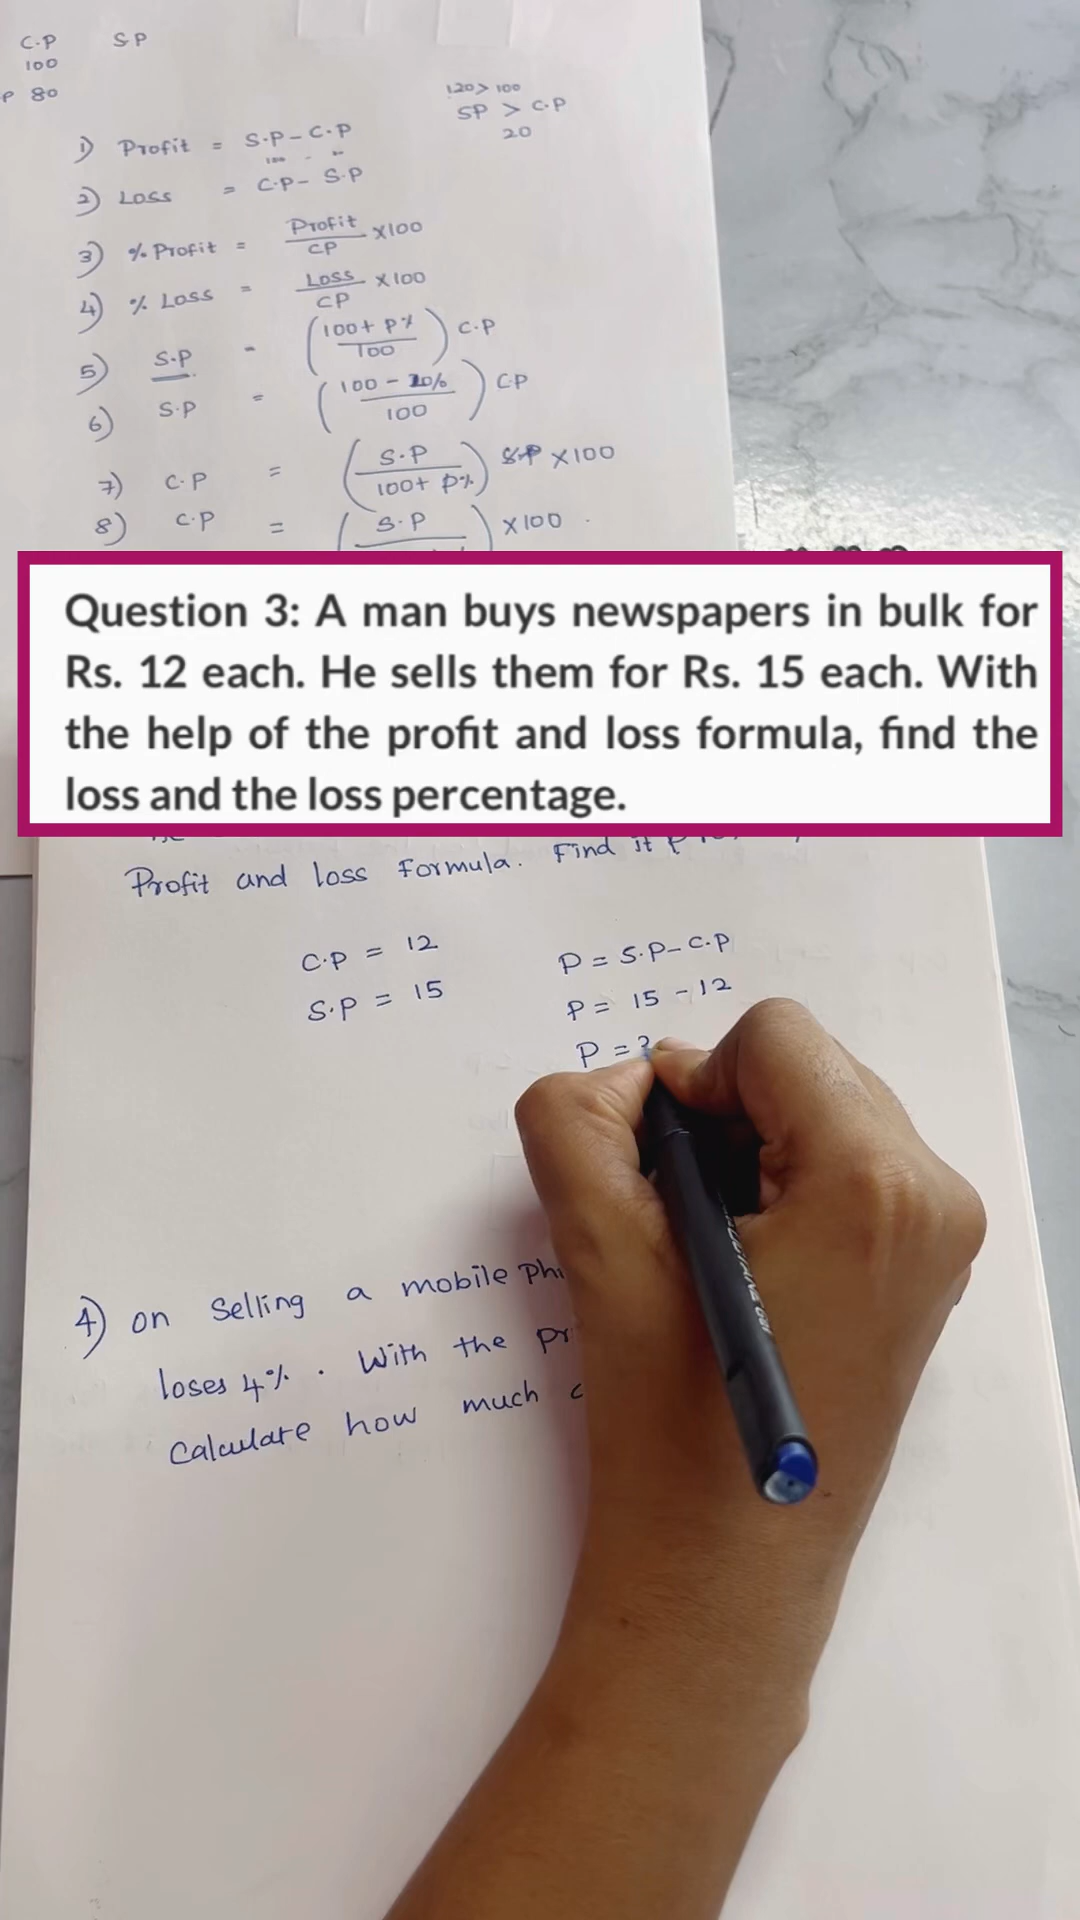 C.P SP
100
P 80
120 > 100
SP > C.P
20
1) Profit = S.P - C.P
2) Loss = C.P - S.P
3) % Profit = Profit/CP X100
4) % Loss = Loss/CP X100
5) S.P - (100 + P%/100) C.P
6) S.P = (100 - 20%/100) CP
7) C.P = (S.P/100+ P%) S.P X100
8) C.P = (S.P X100
Question 3: A man buys newspapers in bulk for
Rs. 12 each. He sells them for Rs. 15 each. With
the help of the profit and loss formula, find the
loss and the loss percentage.
Profit and loss Formula. Find it
C.P = 12
S.P = 15
P = S.P - C.P
P = 15 - 12
P = 3
4) on Selling a mobile
loses 4%. With the
Calculate how much